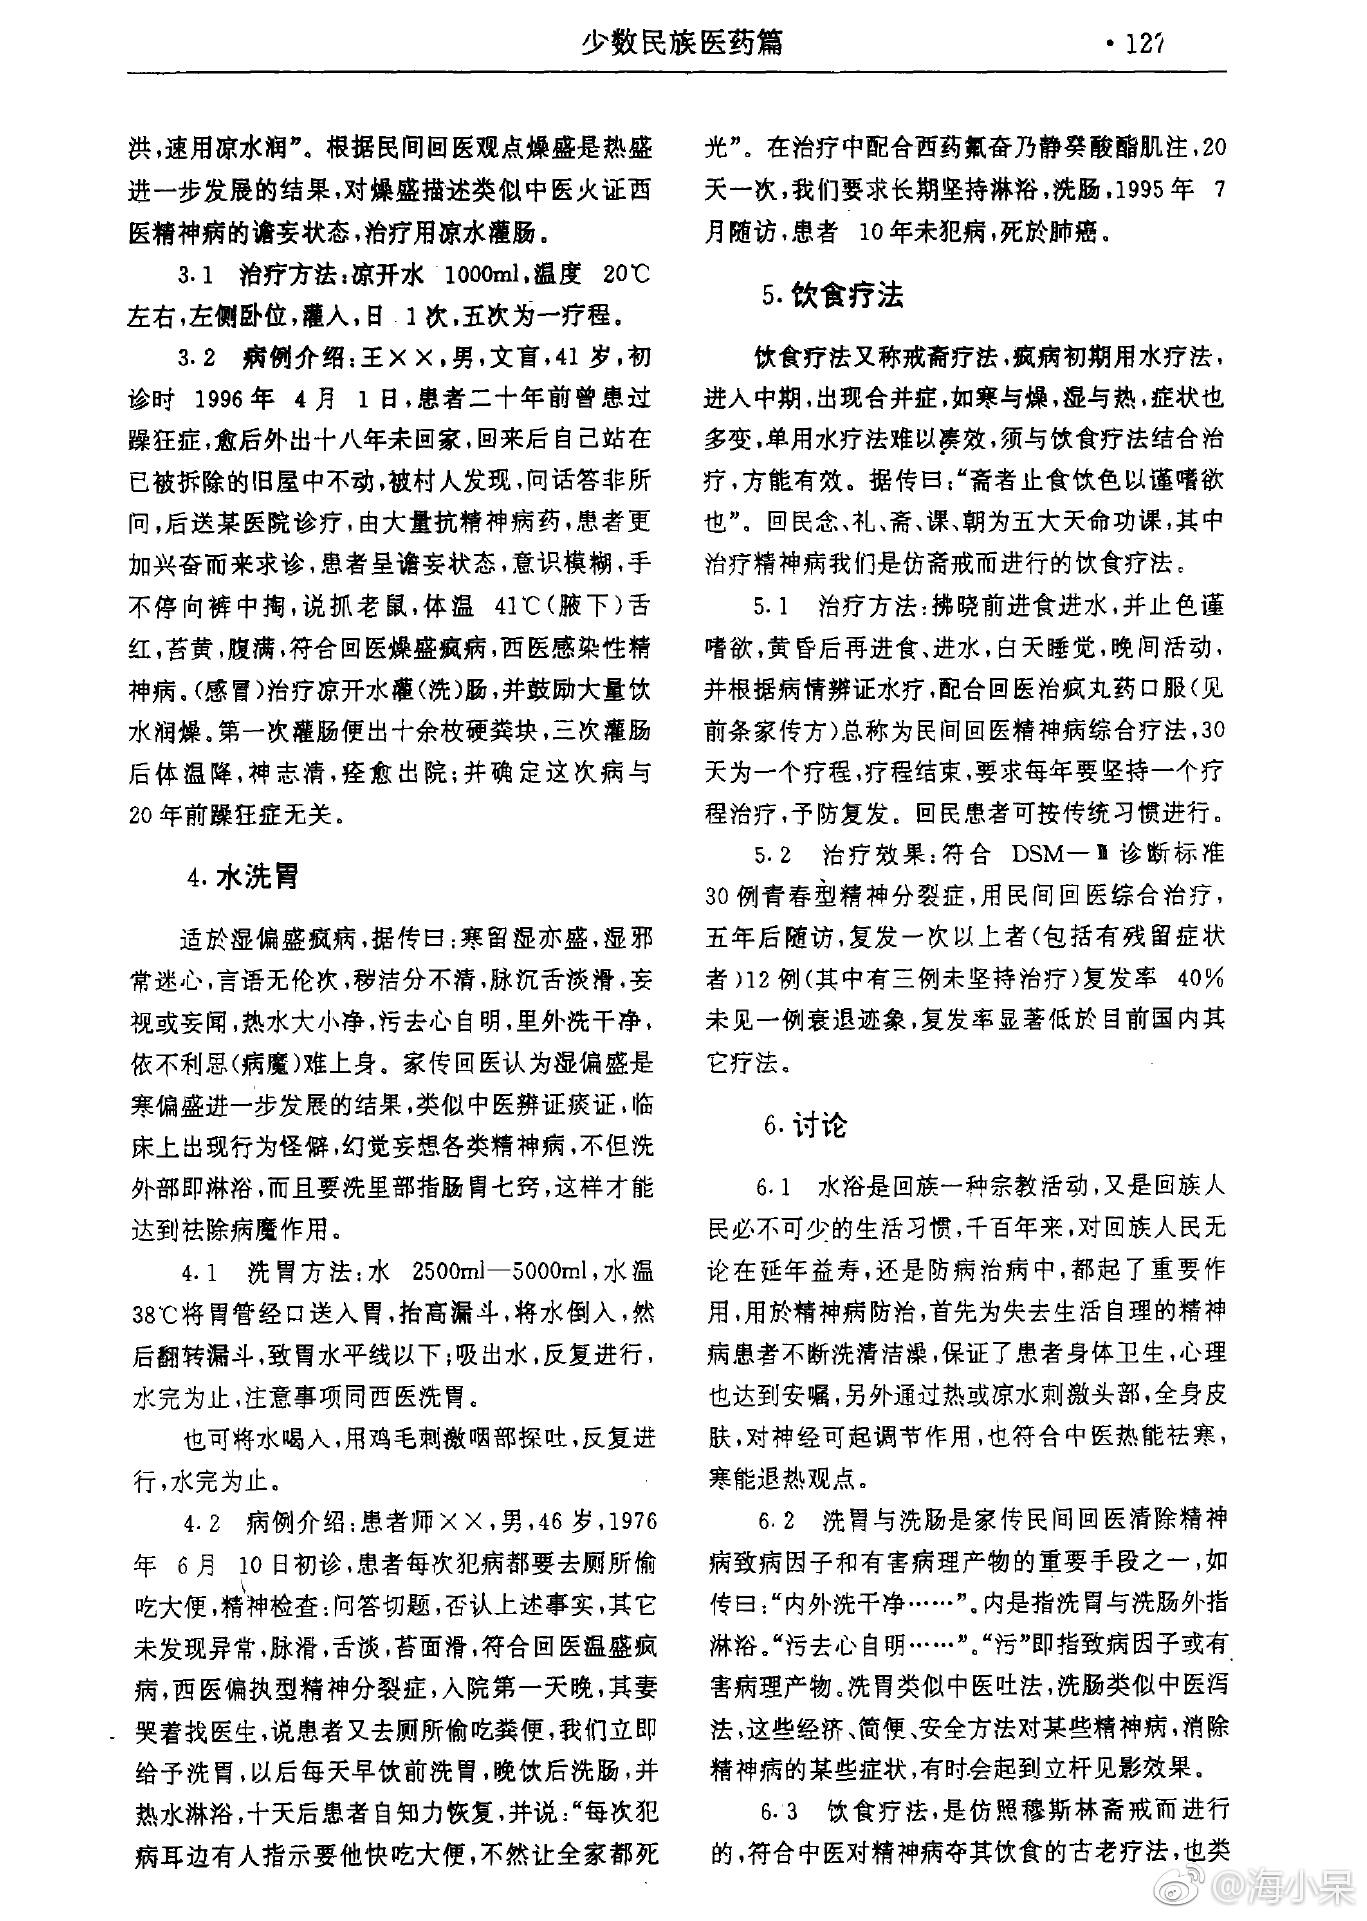 少数民族医药篇
·127
洪,速用凉水润”。根据民间回医观点燥盛是热盛
进一步发展的结果,对燥盛描述类似中医火证西
医精神病的谵妄状态,治疗用凉水灌肠。
3.1 治疗方法:凉开水 1000ml,温度 20℃
左右,左侧卧位,灌入,日 1次,五次为一疗程。
3.2 病例介绍:王××,男,文盲,41岁,初
诊时 1996年 4月 1日,患者二十年前曾患过
躁狂症,愈后外出十八年未回家,回来后自己站在
已被拆除的旧屋中不动,被村人发现,问话答非所
问,后送某医院诊疗,由大量抗精神病药,患者更
加兴奋而来求诊,患者呈谵妄状态,意识模糊,手
不停向裤中掏,说抓老鼠,体温 41℃(腋下)舌
红,苔黄,腹满,符合回医燥盛疯病,西医感染性精
神病。(感冒)治疗凉开水灌(洗)肠,并鼓励大量饮
水润燥。第一次灌肠便出十余枚硬粪块,三次灌肠
后体温降,神志清,痊愈出院;并确定这次病与
20年前躁狂症无关。
4.水洗胃
适於湿偏盛疯病,据传曰:寒留湿亦盛,湿邪
常迷心,言语无伦次,秽洁分不清,脉沉舌淡滑,妄
视或妄闻,热水大小净,污去心自明,里外洗干净,
依不利思(病魔)难上身。家传回医认为湿偏盛是
寒偏盛进一步发展的结果,类似中医辨证痰证,临
床上出现行为怪僻,幻觉妄想各类精神病,不但洗
外部即淋浴,而且要洗里部指肠胃七窍,这样才能
达到祛除病魔作用。
4.1 洗胃方法:水 2500ml—5000ml,水温
38℃将胃管经口送入胃,抬高漏斗,将水倒入,然
后翻转漏斗,致胃水平线以下;吸出水,反复进行,
水完为止,注意事项同西医洗胃。
也可将水喝入,用鸡毛刺激咽部探吐,反复进
行,水完为止。
4.2 病例介绍:患者师××,男,46岁,1976
年 6月 10日初诊,患者每次犯病都要去厕所偷
吃大便,精神检查:问答切题,否认上述事实,其它
未发现异常,脉滑,舌淡,苔面滑,符合回医温盛疯
病,西医偏执型精神分裂症,入院第一天晚,其妻
哭着找医生,说患者又去厕所偷吃粪便,我们立即
给予洗胃,以后每天早饮前洗胃,晚饮后洗肠,并
热水淋浴,十天后患者自知力恢复,并说:“每次犯
病耳边有人指示要他快吃大便,不然让全家都死
光”。在治疗中配合西药氟奋乃静癸酸酯肌注,20
天一次,我们要求长期坚持淋浴,洗肠,1995年 7
月随访,患者 10年未犯病,死於肺癌。
5.饮食疗法
饮食疗法又称戒斋疗法,疯病初期用水疗法,
进入中期,出现合并症,如寒与燥,湿与热,症状也
多变,单用水疗法难以凑效,须与饮食疗法结合治
疗,方能有效。据传曰:“斋者止食饮色以谨嗜欲
也”。回民念、礼、斋、课、朝为五大天命功课,其中
治疗精神病我们是仿斋戒而进行的饮食疗法。
5.1 治疗方法:拂晓前进食进水,并止色谨
嗜欲,黄昏后再进食、进水,白天睡觉,晚间活动,
并根据病情辨证水疗,配合回医治疯丸药口服(见
前条家传方)总称为民间回医精神病综合疗法,30
天为一个疗程,疗程结束,要求每年要坚持一个疗
程治疗,予防复发。回民患者可按传统习惯进行。
5.2 治疗效果:符合 DSM—Ⅲ诊断标准
30例青春型精神分裂症,用民间回医综合治疗,
五年后随访,复发一次以上者(包括有残留症状
者)12例(其中有三例未坚持治疗)复发率 40%
未见一例衰退迹象,复发率显著低於目前国内其
它疗法。
6.讨论
6.1 水浴是回族一种宗教活动,又是回族人
民必不可少的生活习惯,千百年来,对回族人民无
论在延年益寿,还是防病治病中,都起了重要作
用,用於精神病防治,首先为失去生活自理的精神
病患者不断洗清洁澡,保证了患者身体卫生,心理
也达到安嘱,另外通过热或凉水刺激头部,全身皮
肤,对神经可起调节作用,也符合中医热能祛寒,
寒能退热观点。
6.2 洗胃与洗肠是家传民间回医清除精神
病致病因子和有害病理产物的重要手段之一,如
传曰:“内外洗干净……”。内是指洗胃与洗肠外指
淋浴。“污去心自明……”。“污”即指致病因子或有
害病理产物。洗胃类似中医吐法,洗肠类似中医泻
法,这些经济、简便、安全方法对某些精神病,消除
精神病的某些症状,有时会起到立杆见影效果。
6.3 饮食疗法,是仿照穆斯林斋戒而进行
的,符合中医对精神病夺其饮食的古老疗法,也类
@海小呆